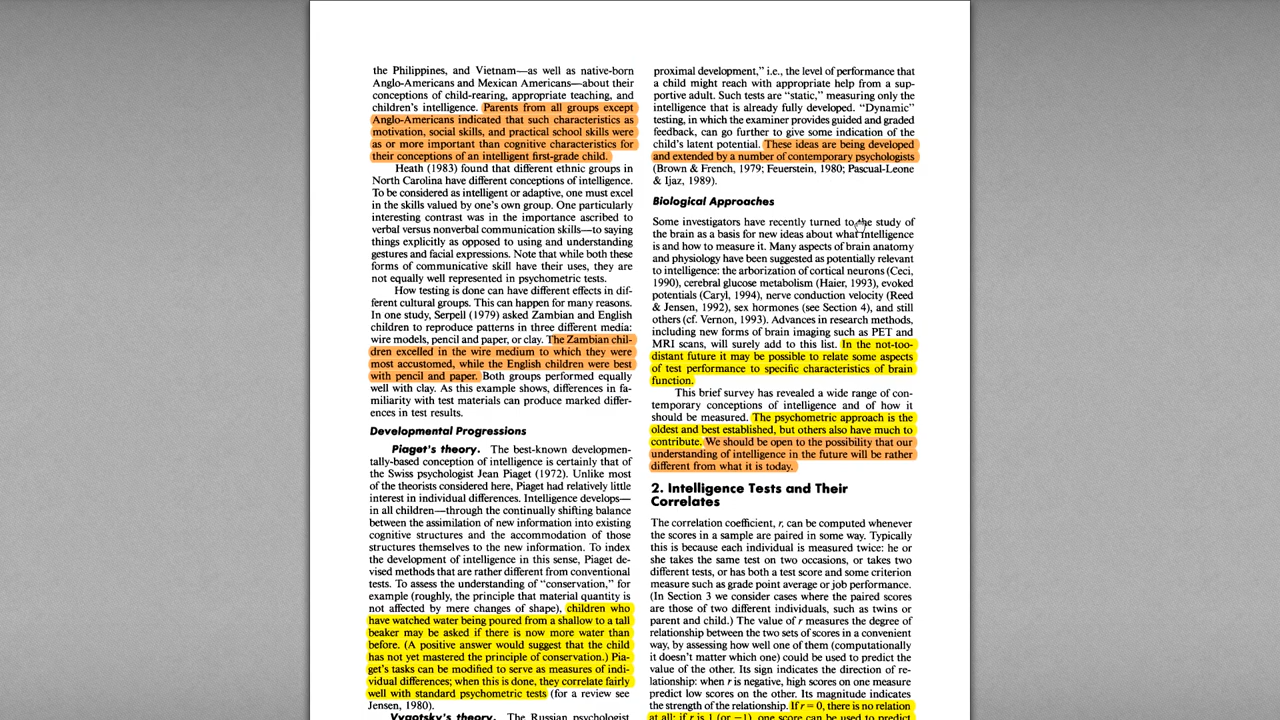 the Philippines, and Vietnam—as well as native-born
Anglo-Americans and Mexican Americans—about their
conceptions of child-rearing, appropriate teaching, and
children's intelligence. Parents from all groups except
Anglo-Americans indicated that such characteristics as
motivation, social skills, and practical school skills were
as or more important than cognitive characteristics for
their conceptions of an intelligent first-grade child.
Heath (1983) found that different ethnic groups in
North Carolina have different conceptions of intelligence.
To be considered as intelligent or adaptive, one must excel
in the skills valued by one's own group. One particularly
interesting contrast was in the importance ascribed to
verbal versus nonverbal communication skills—to saying
things explicitly as opposed to using and understanding
gestures and facial expressions. Note that while both these
forms of communicative skill have their uses, they are
not equally well represented in psychometric tests.
How testing is done can have different effects in dif-
ferent cultural groups. This can happen for many reasons.
In one study, Serpell (1979) asked Zambian and English
children to reproduce patterns in three different media:
wire models, pencil and paper, or clay. The Zambian chil-
dren excelled in the wire medium to which they were
most accustomed, while the English children were best
with pencil and paper. Both groups performed equally
well with clay. As this example shows, differences in fa-
miliarity with test materials can produce marked differ-
ences in test results.
Developmental Progressions
Piaget's theory. The best-known developmen-
tally-based conception of intelligence is certainly that of
the Swiss psychologist Jean Piaget (1972). Unlike most
of the theorists considered here, Piaget had relatively little
interest in individual differences. Intelligence develops—
in all children—through the continually shifting balance
between the assimilation of new information into existing
cognitive structures and the accommodation of those
structures themselves to the new information. To index
the development of intelligence in this sense, Piaget de-
vised methods that are rather different from conventional
tests. To assess the understanding of "conservation," for
example (roughly, the principle that material quantity is
not affected by mere changes of shape), children who
have watched water being poured from a shallow to a tall
beaker may be asked if there is now more water than
before. (A positive answer would suggest that the child
has not yet mastered the principle of conservation.) Pia-
get's tasks can be modified to serve as measures of indi-
vidual differences; when this is done, they correlate fairly
well with standard psychometric tests (for a review see
Jensen, 1980).
Vygotsky's theory. The Russian psychologist
proximal development," i.e., the level of performance that
a child might reach with appropriate help from a sup-
portive adult. Such tests are "static," measuring only the
intelligence that is already fully developed. "Dynamic"
testing, in which the examiner provides guided and graded
feedback, can go further to give some indication of the
child's latent potential. These ideas are being developed
and extended by a number of contemporary psychologists
(Brown & French, 1979; Feuerstein, 1980; Pascual-Leone
& Ijaz, 1989).
Biological Approaches
Some investigators have recently turned to the study of
the brain as a basis for new ideas about what intelligence
is and how to measure it. Many aspects of brain anatomy
and physiology have been suggested as potentially relevant
to intelligence: the arborization of cortical neurons (Ceci,
1990), cerebral glucose metabolism (Haier, 1993), evoked
potentials (Caryl, 1994), nerve conduction velocity (Reed
& Jensen, 1992), sex hormones (see Section 4), and still
others (cf. Vernon, 1993). Advances in research methods,
including new forms of brain imaging such as PET and
MRI scans, will surely add to this list. In the not-too-
distant future it may be possible to relate some aspects
of test performance to specific characteristics of brain
function.
This brief survey has revealed a wide range of con-
temporary conceptions of intelligence and of how it
should be measured. The psychometric approach is the
oldest and best established, but others also have much to
contribute. We should be open to the possibility that our
understanding of intelligence in the future will be rather
different from what it is today.
2. Intelligence Tests and Their
Correlates
The correlation coefficient, r, can be computed whenever
the scores in a sample are paired in some way. Typically
this is because each individual is measured twice: he or
she takes the same test on two occasions, or takes two
different tests, or has both a test score and some criterion
measure such as grade point average or job performance.
(In Section 3 we consider cases where the paired scores
are those of two different individuals, such as twins or
parent and child.) The value of r measures the degree of
relationship between the two sets of scores in a convenient
way, by assessing how well one of them (computationally
it doesn't matter which one) could be used to predict the
value of the other. Its sign indicates the direction of re-
lationship: when r is negative, high scores on one measure
predict low scores on the other. Its magnitude indicates
the strength of the relationship. If r = 0, there is no relation
at all; if r is 1 (or −1), one score can be used to predict